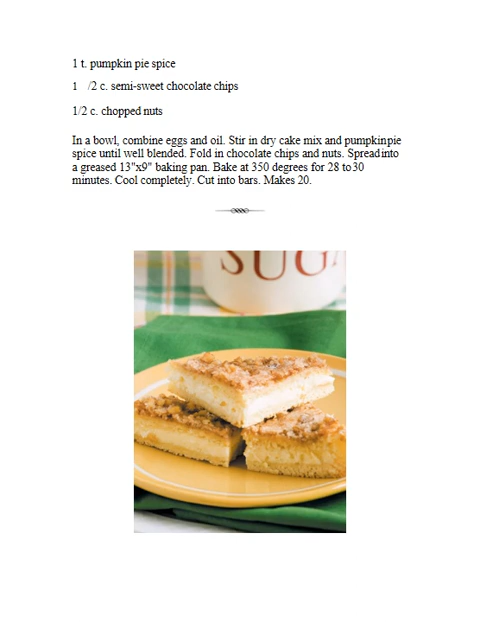 1 t. pumpkin pie spice
1 /2 c. semi-sweet chocolate chips
1/2 c. chopped nuts
In a bowl, combine eggs and oil. Stir in dry cake mix and pumpkinpie
spice until well blended. Fold in chocolate chips and nuts. Spreadinto
a greased 13"x9" baking pan. Bake at 350 degrees for 28 to30
minutes. Cool completely. Cut into bars. Makes 20.
SUGA